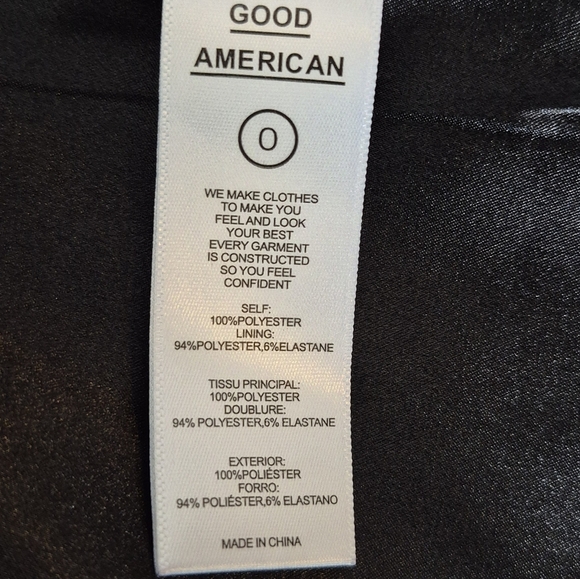 GOOD
AMERICAN
0
WE MAKE CLOTHES
TO MAKE YOU
FEEL AND LOOK
YOUR BEST
EVERY GARMENT
IS CONSTRUCTED
SO YOU FEEL
CONFIDENT
SELF:
100%POLYESTER
LINING:
94%POLYESTER,6%ELASTANE
TISSU PRINCIPAL:
100%POLYESTER
DOUBLURE:
94% POLYESTER,6% ELASTANE
EXTERIOR:
100%POLIÉSTER
FORRO:
94% POLIÉSTER,6% ELASTANO
MADE IN CHINA